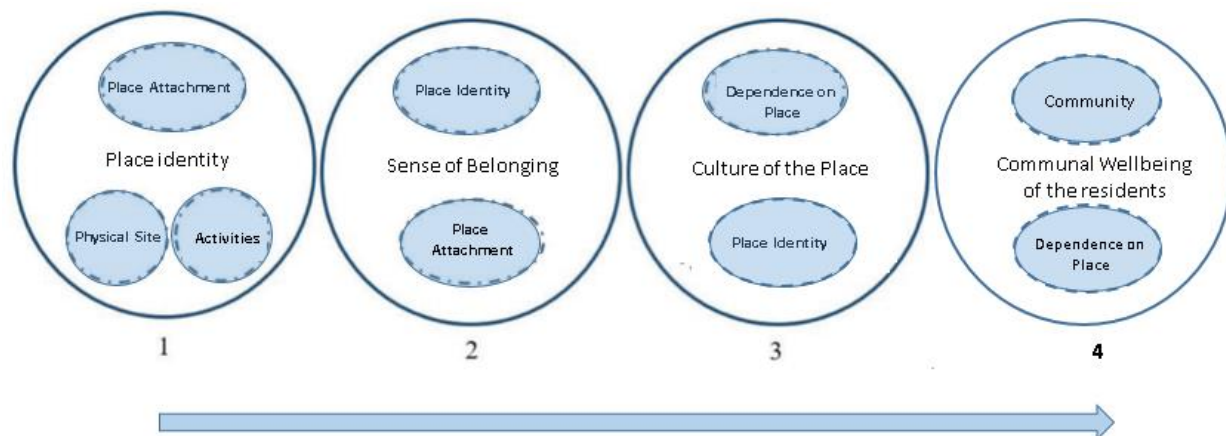 Place Attachment
Place identity
Physical Site
Activities
1
Place Identity
Sense of Belonging
Place
Attachment
2
Dependence on
Place
Culture of the Place
Place Identity
3
Community
Communal Wellbeing
of the residents
Dependence on
Place
4